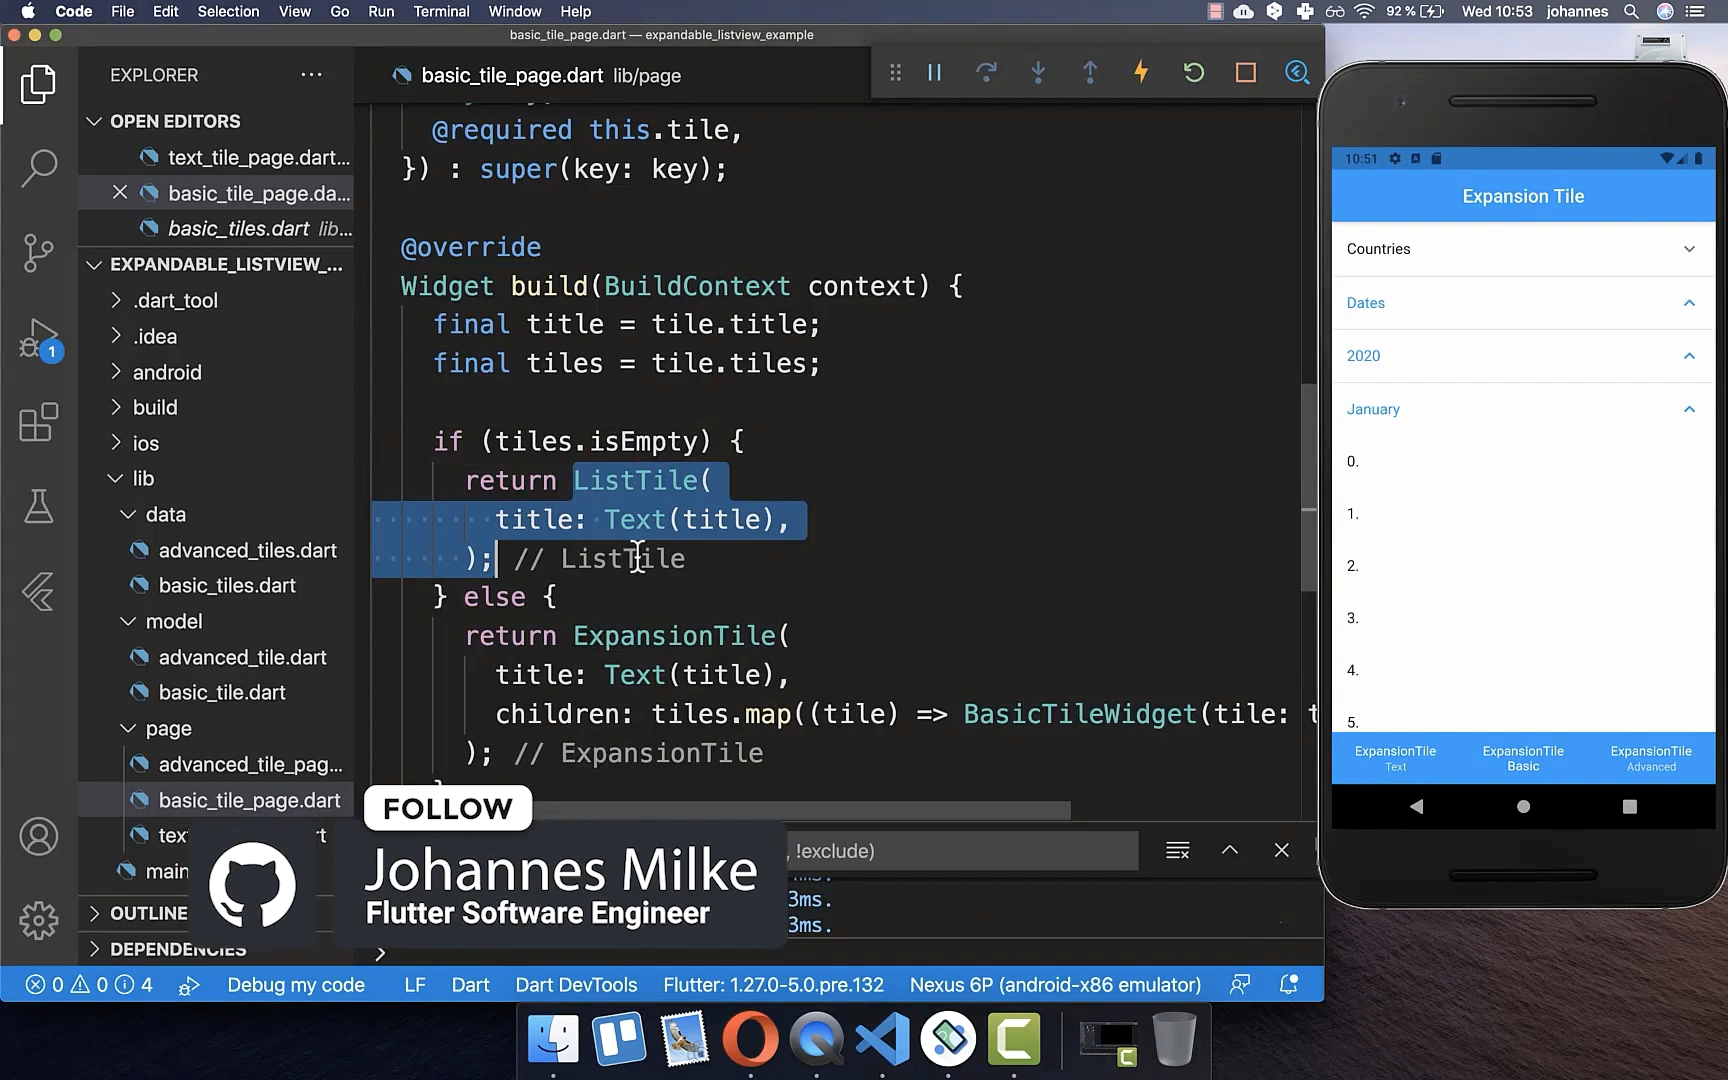 Code File Edit Selection View Go Run Terminal Window Help 92 % Wed 10:53 johannes
basic_tile_page.dart — expandable_listview_example
EXPLORER
OPEN EDITORS
text_tile_page.dart...
basic_tile_page.da...
basic_tiles.dart lib...
EXPANDABLE_LISTVIEW_...
.dart_tool
.idea
android
build
ios
lib
data
advanced_tiles.dart
basic_tiles.dart
model
advanced_tile.dart
basic_tile.dart
page
advanced_tile_pag...
basic_tile_page.dart
OUTLINE
DEPENDENCIES
1
basic_tile_page.dart lib/page
@required this.tile,
}) : super(key: key);
@override
Widget build(BuildContext context) {
final title = tile.title;
final tiles = tile.tiles;
if (tiles.isEmpty) {
return ListTile(
title: Text(title),
); // ListTile
} else {
return ExpansionTile(
title: Text(title),
children: tiles.map((tile) => BasicTileWidget(tile: t
); // ExpansionTile
, !exclude)
3ms.
3ms.
FOLLOW
Johannes Milke
Flutter Software Engineer
0 0 4 Debug my code LF Dart Dart DevTools Flutter: 1.27.0-5.0.pre.132 Nexus 6P (android-x86 emulator)
10:51
Expansion Tile
Countries
Dates
2020
January
0.
1.
2.
3.
4.
5.
ExpansionTile
Text
ExpansionTile
Basic
ExpansionTile
Advanced